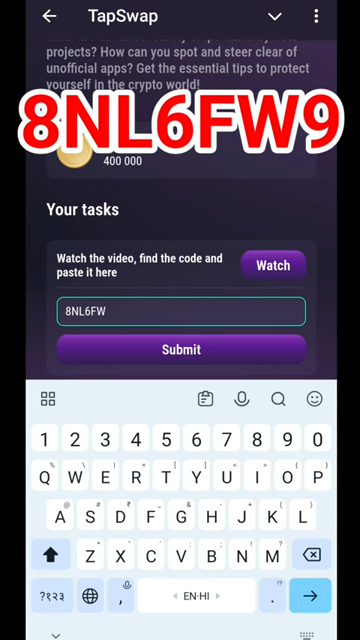 TapSwap
projects? How can you spot and steer clear of
unofficial apps? Get the essential tips to protect
yourself in the crypto world!
8NL6FW9
400 000
Your tasks
Watch the video, find the code and
paste it here
Watch
8NL6FW
Submit
1 2 3 4 5 6 7 8 9 0
Q W E R T Y U I O P
A S D F G H J K L
Z X C V B N M
?१२३ , EN·HI .